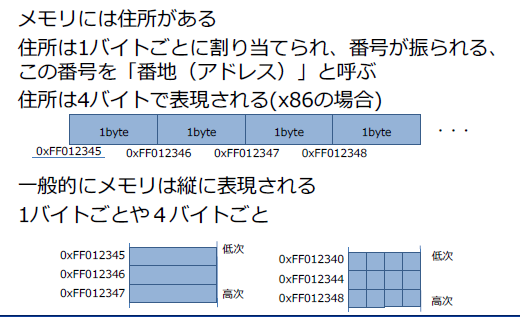 メモリには住所がある
住所は1バイトごとに割り当てられ、番号が振られる、
この番号を「番地（アドレス）」と呼ぶ
住所は4バイトで表現される(x86の場合)
1byte 1byte 1byte 1byte ・・・
0xFF012345 0xFF012346 0xFF012347 0xFF012348
一般的にメモリは縦に表現される
1バイトごとや４バイトごと
0xFF012345 低次
0xFF012346
0xFF012347 高次
0xFF012340 低次
0xFF012344
0xFF012348 高次